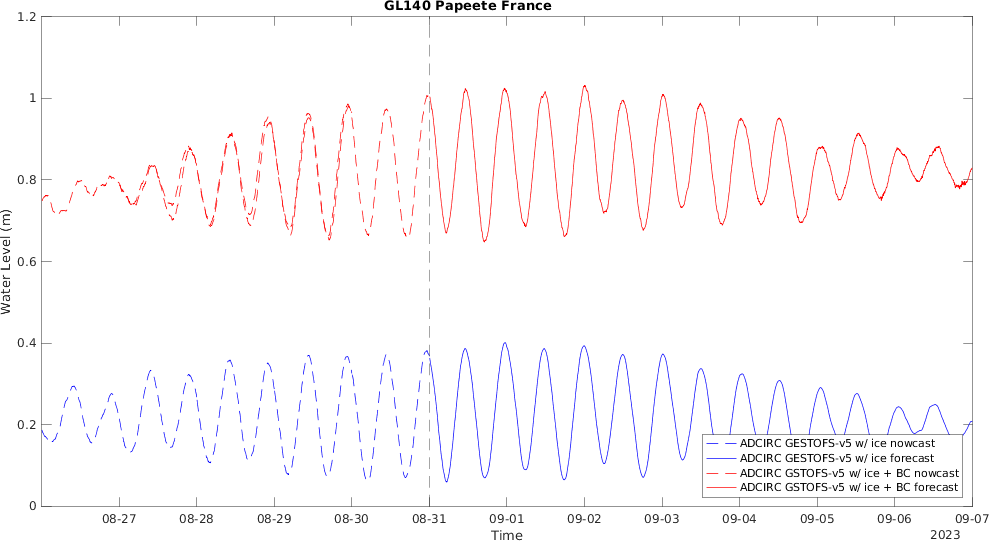 GL140 Papeete France
1.2
1
0.8
0.6
0.4
0.2
0
Water Level (m)
ADCIRC GESTOFS-v5 w/ ice nowcast
ADCIRC GESTOFS-v5 w/ ice forecast
ADCIRC GSTOFS-v5 w/ ice + BC nowcast
ADCIRC GSTOFS-v5 w/ ice + BC forecast
08-27 08-28 08-29 08-30 08-31 09-01 09-02 09-03 09-04 09-05 09-06 09-07
Time
2023